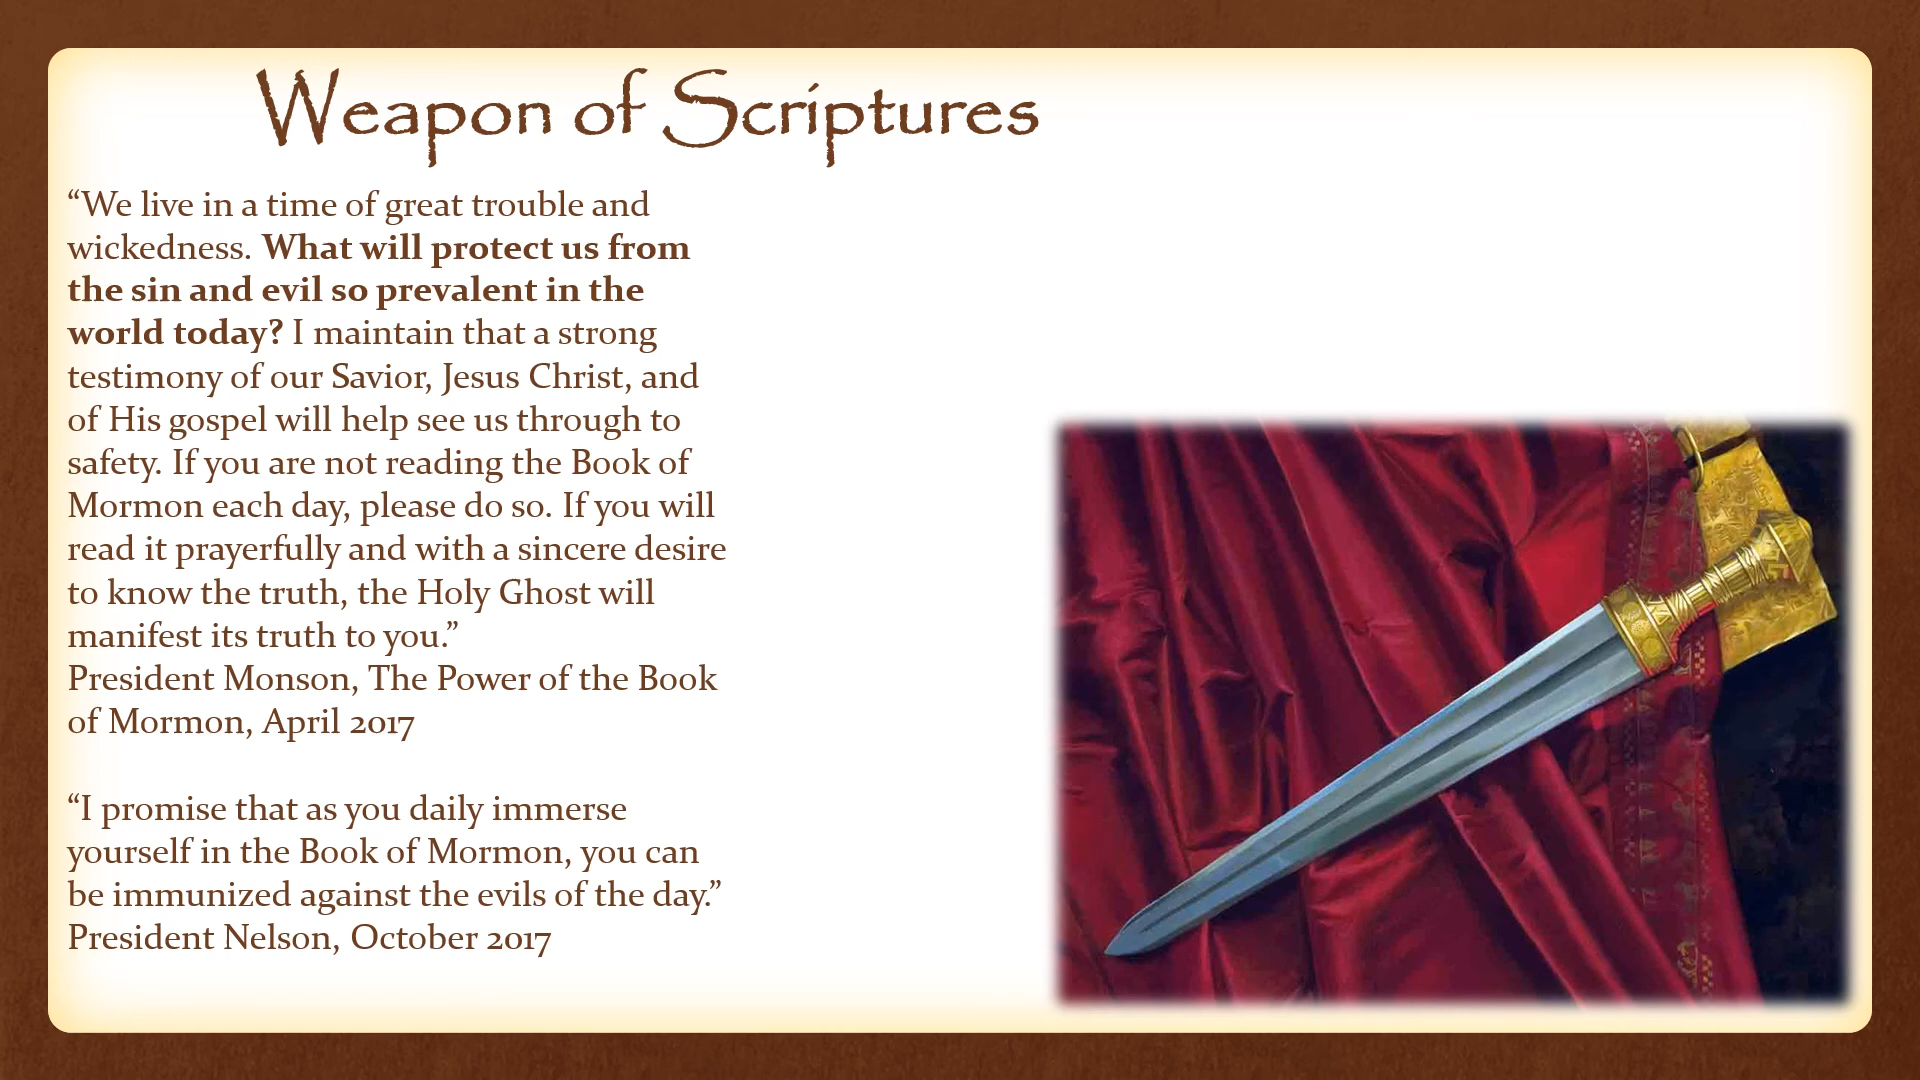 Weapon of Scriptures
“We live in a time of great trouble and
wickedness. What will protect us from
the sin and evil so prevalent in the
world today? I maintain that a strong
testimony of our Savior, Jesus Christ, and
of His gospel will help see us through to
safety. If you are not reading the Book of
Mormon each day, please do so. If you will
read it prayerfully and with a sincere desire
to know the truth, the Holy Ghost will
manifest its truth to you.”
President Monson, The Power of the Book
of Mormon, April 2017
“I promise that as you daily immerse
yourself in the Book of Mormon, you can
be immunized against the evils of the day.”
President Nelson, October 2017